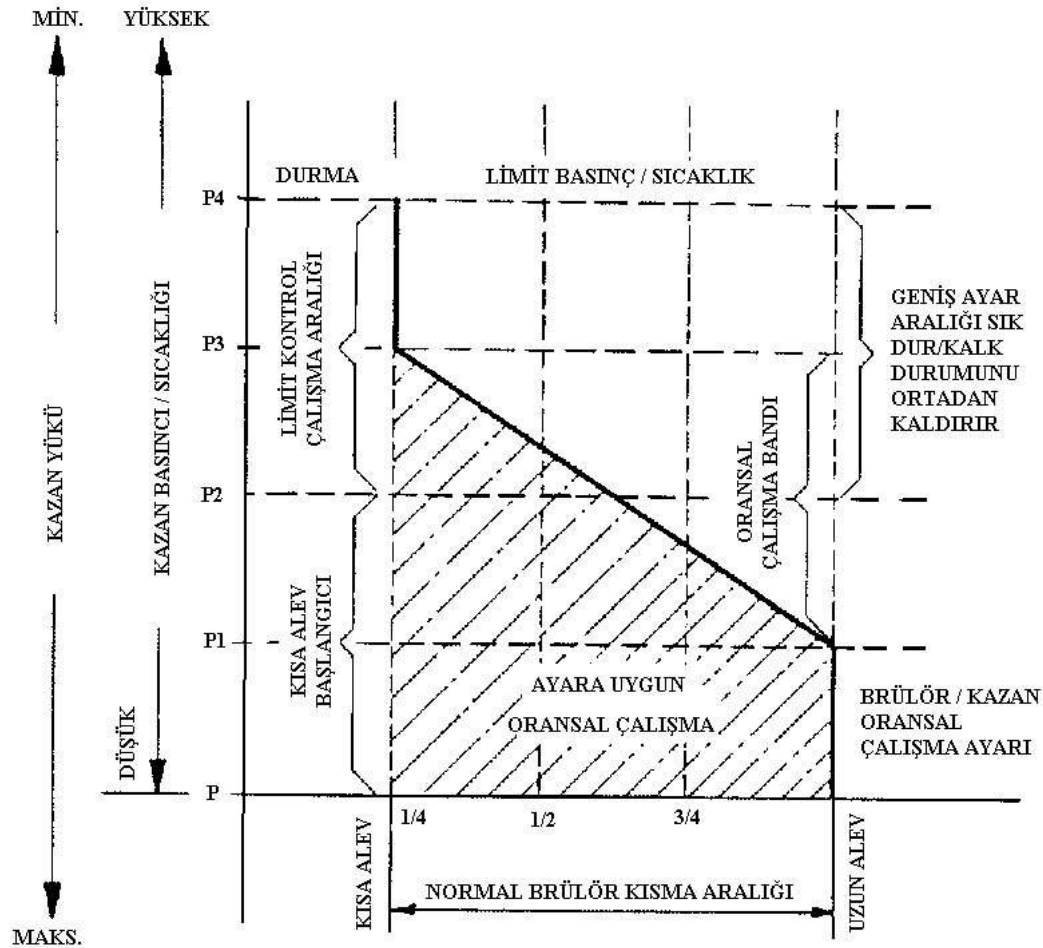 MİN.
YÜKSEK
DURMA
LİMİT BASINÇ / SICAKLIK
P4
LİMİT KONTROL
ÇALIŞMA ARALIĞI
GENİŞ AYAR
ARALIĞI SIK
DUR/KALK
DURUMUNU
ORTADAN
KALDIRIR
P3
KAZAN YÜKÜ
KAZAN BASINCI / SICAKLIĞI
ORANSAL
ÇALIŞMA BANDI
P2
KISA ALEV
BAŞLANGICI
P1
AYARA UYGUN
ORANSAL ÇALIŞMA
BRÜLÖR / KAZAN
ORANSAL
ÇALIŞMA AYARI
DÜŞÜK
P
1/4
1/2
3/4
KISA ALEV
NORMAL BRÜLÖR KISMA ARALIĞI
UZUN ALEV
MAKS.